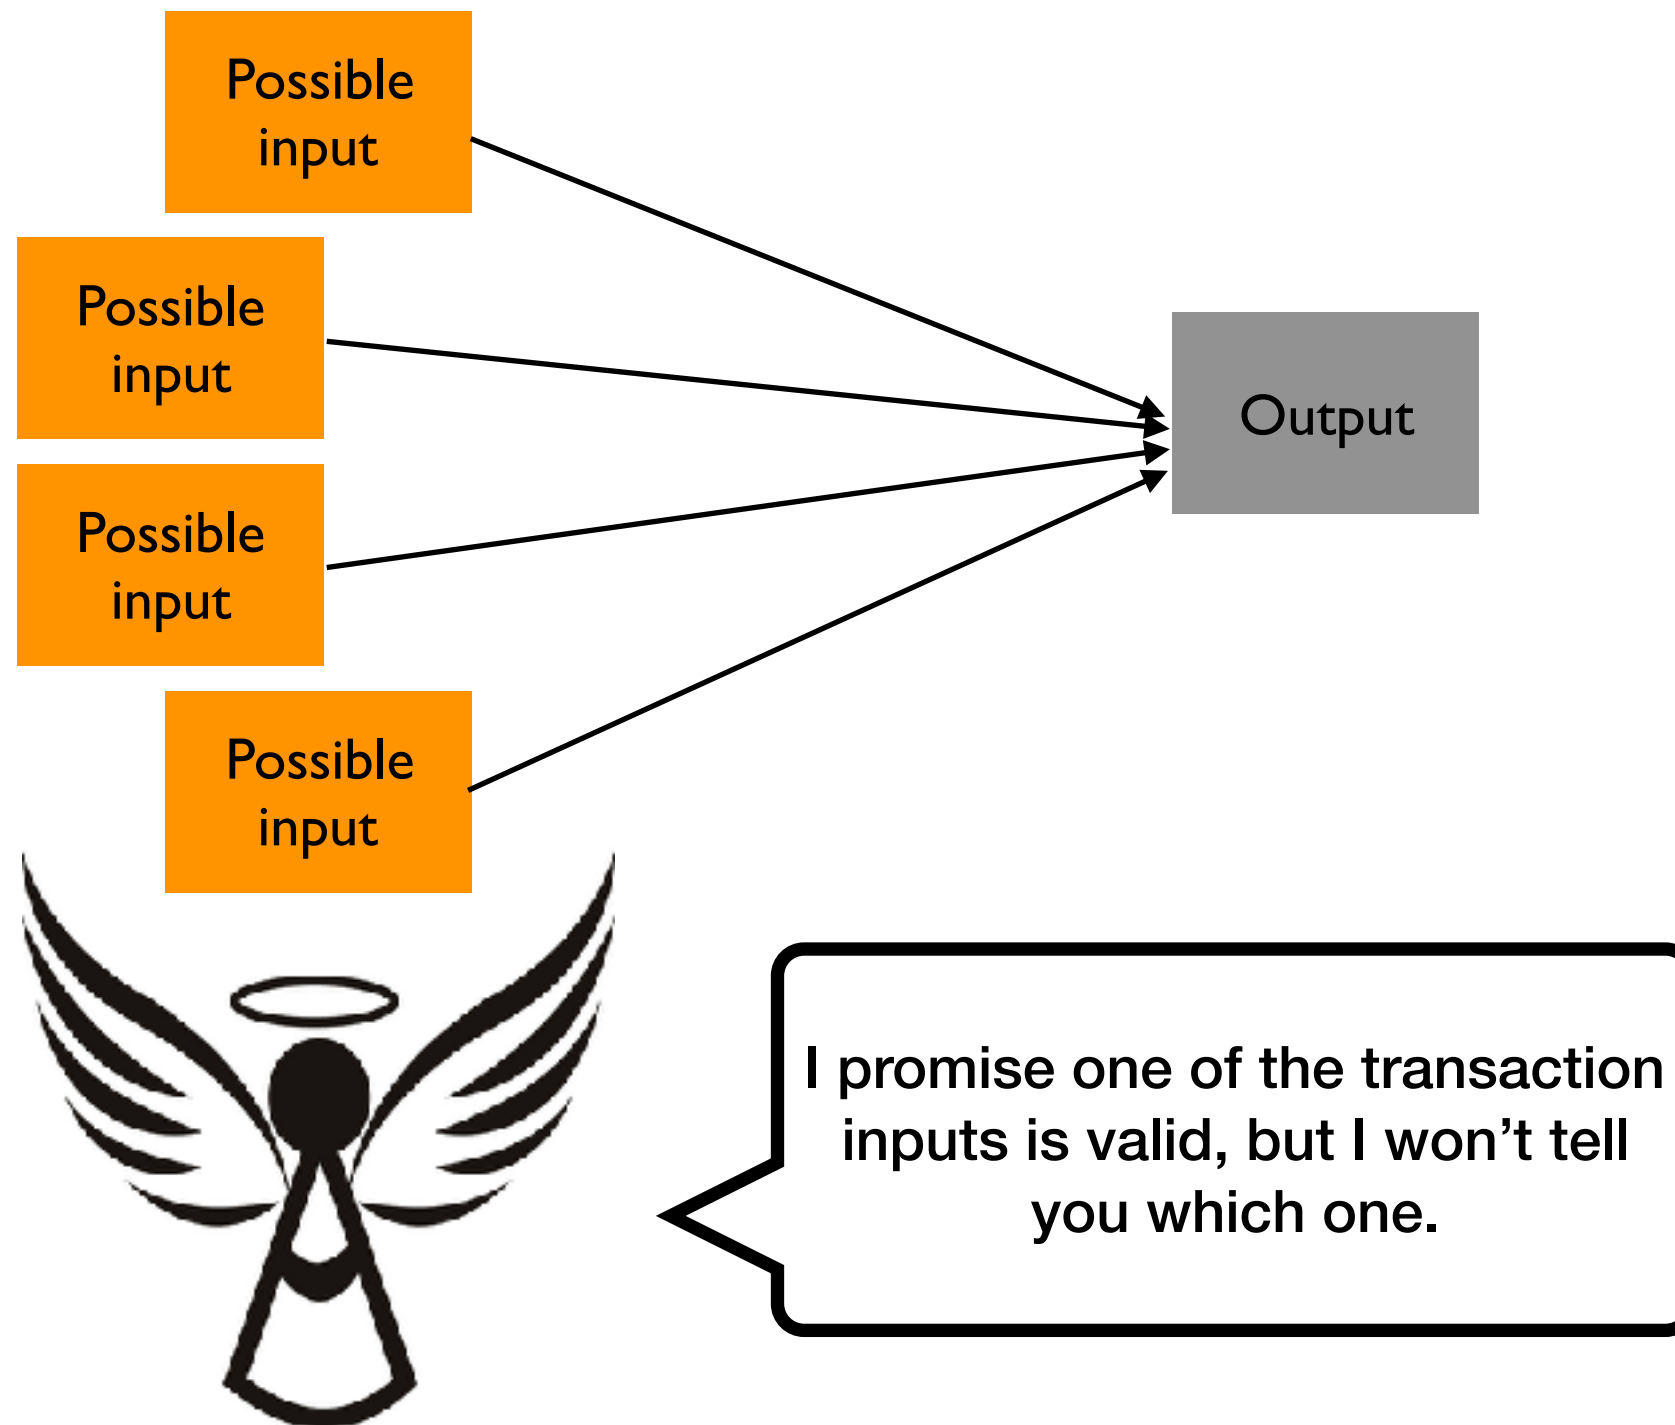 Possible
input
Possible
input
Possible
input
Possible
input
Output
I promise one of the transaction
inputs is valid, but I won’t tell
you which one.